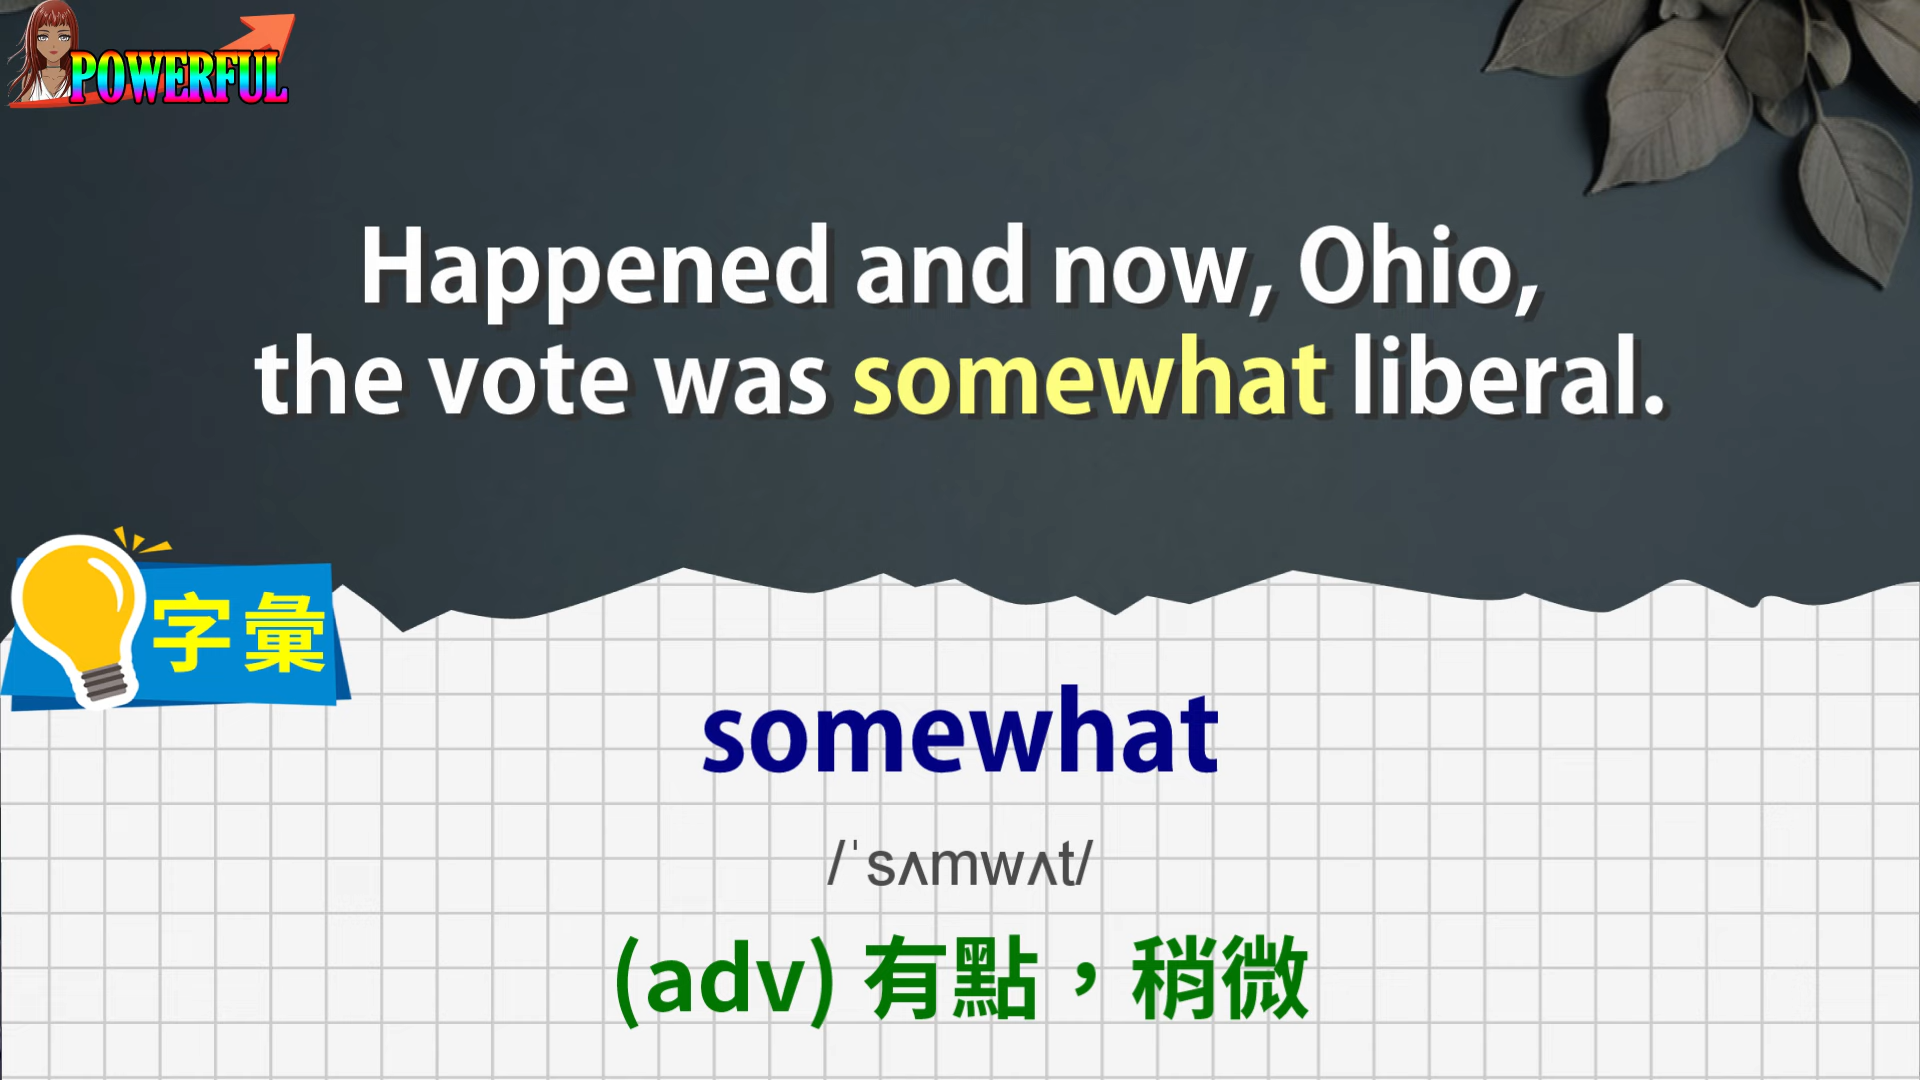 POWERFUL
Happened and now, Ohio,
the vote was somewhat liberal.
字彙
somewhat
/ˈsʌmwʌt/
(adv) 有點，稍微